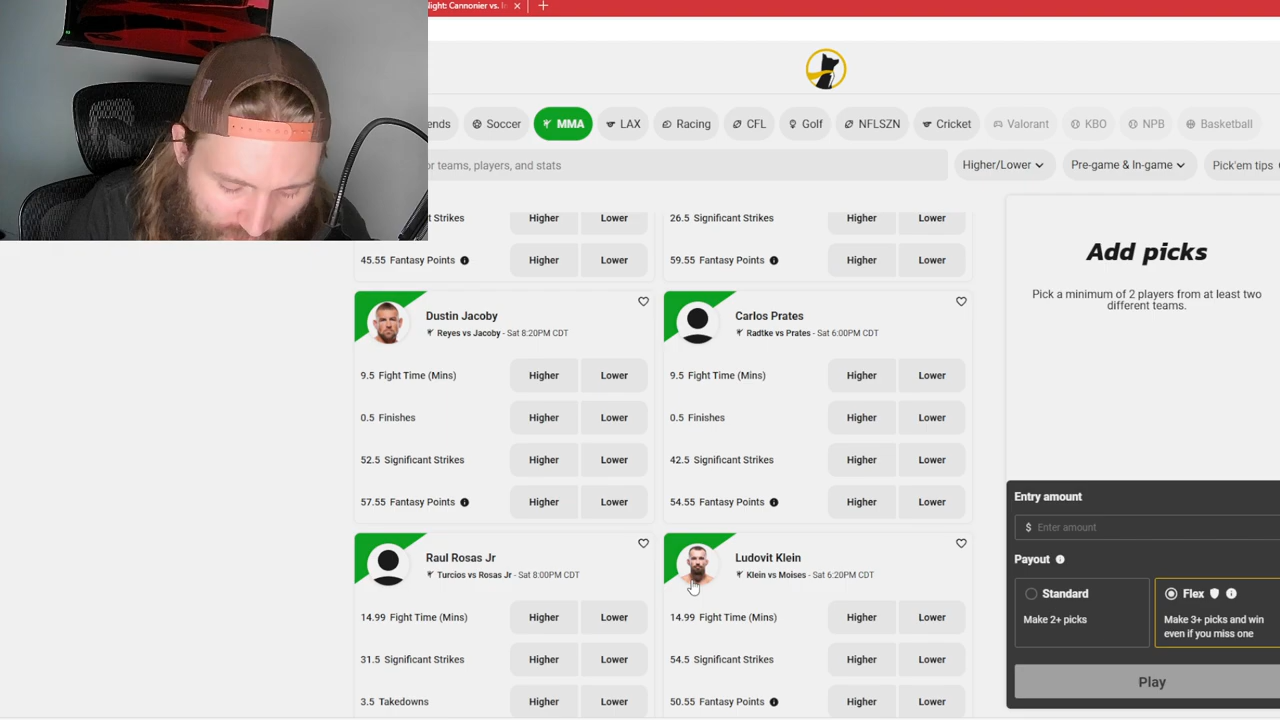 Night: Cannonier vs. I
ends
Soccer
MMA
LAX
Racing
CFL
Golf
NFLSZN
Cricket
Valorant
KBO
NPB
Basketball
or teams, players, and stats
Higher/Lower
Pre-game & In-game
Pick'em tips
t Strikes Higher Lower
26.5 Significant Strikes Higher Lower
45.55 Fantasy Points Higher Lower
59.55 Fantasy Points Higher Lower
Dustin Jacoby
Reyes vs Jacoby - Sat 8:20PM CDT
9.5 Fight Time (Mins) Higher Lower
0.5 Finishes Higher Lower
52.5 Significant Strikes Higher Lower
57.55 Fantasy Points Higher Lower
Carlos Prates
Radtke vs Prates - Sat 6:00PM CDT
9.5 Fight Time (Mins) Higher Lower
0.5 Finishes Higher Lower
42.5 Significant Strikes Higher Lower
54.55 Fantasy Points Higher Lower
Raul Rosas Jr
Turcios vs Rosas Jr - Sat 8:00PM CDT
14.99 Fight Time (Mins) Higher Lower
31.5 Significant Strikes Higher Lower
3.5 Takedowns Higher Lower
Ludovit Klein
Klein vs Moises - Sat 6:20PM CDT
14.99 Fight Time (Mins) Higher Lower
54.5 Significant Strikes Higher Lower
50.55 Fantasy Points Higher Lower
Add picks
Pick a minimum of 2 players from at least two
different teams.
Entry amount
$ Enter amount
Payout
Standard
Make 2+ picks
Flex
Make 3+ picks and win
even if you miss one
Play